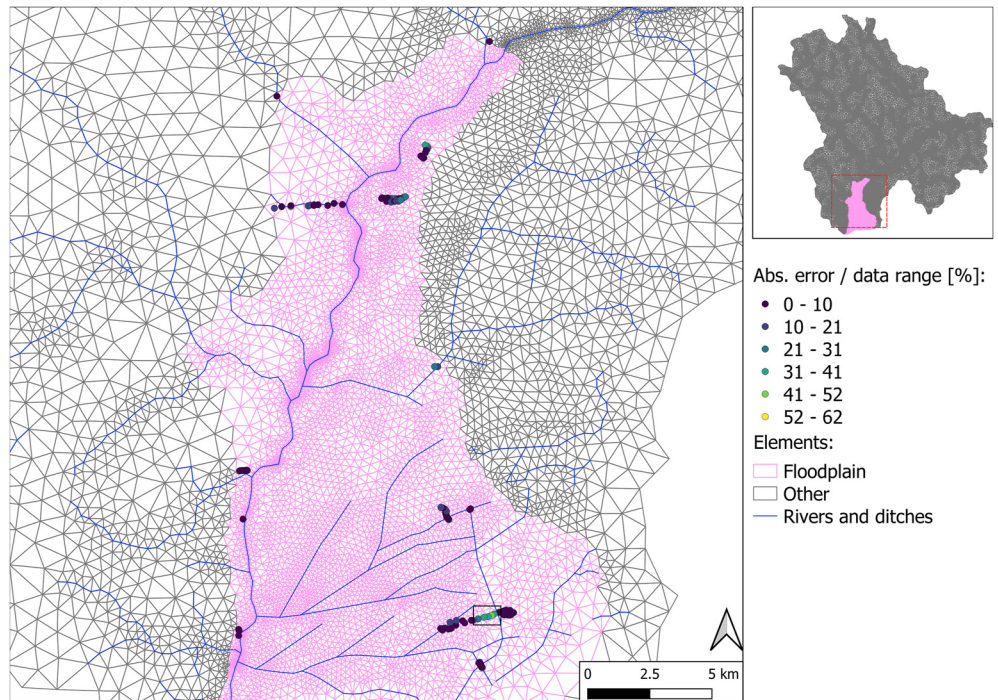 Abs. error / data range [%]:
0 - 10
10 - 21
21 - 31
31 - 41
41 - 52
52 - 62
Elements:
Floodplain
Other
Rivers and ditches
0 2.5 5 km